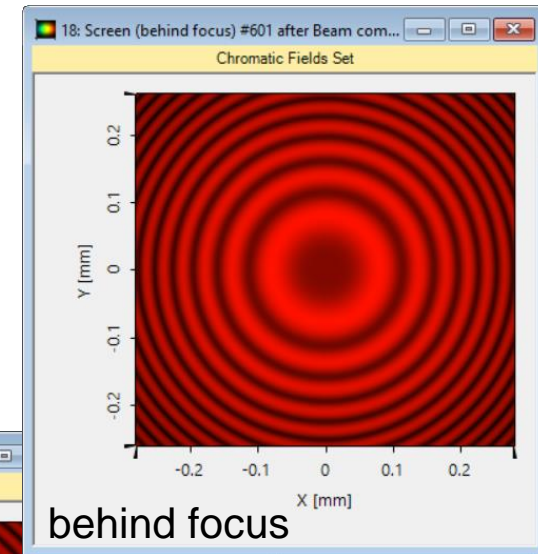 18: Screen (behind focus) #601 after Beam com...
Chromatic Fields Set
0.2
0.1
0
-0.1
-0.2
Y [mm]
-0.2 -0.1 0 0.1 0.2
X [mm]
behind focus